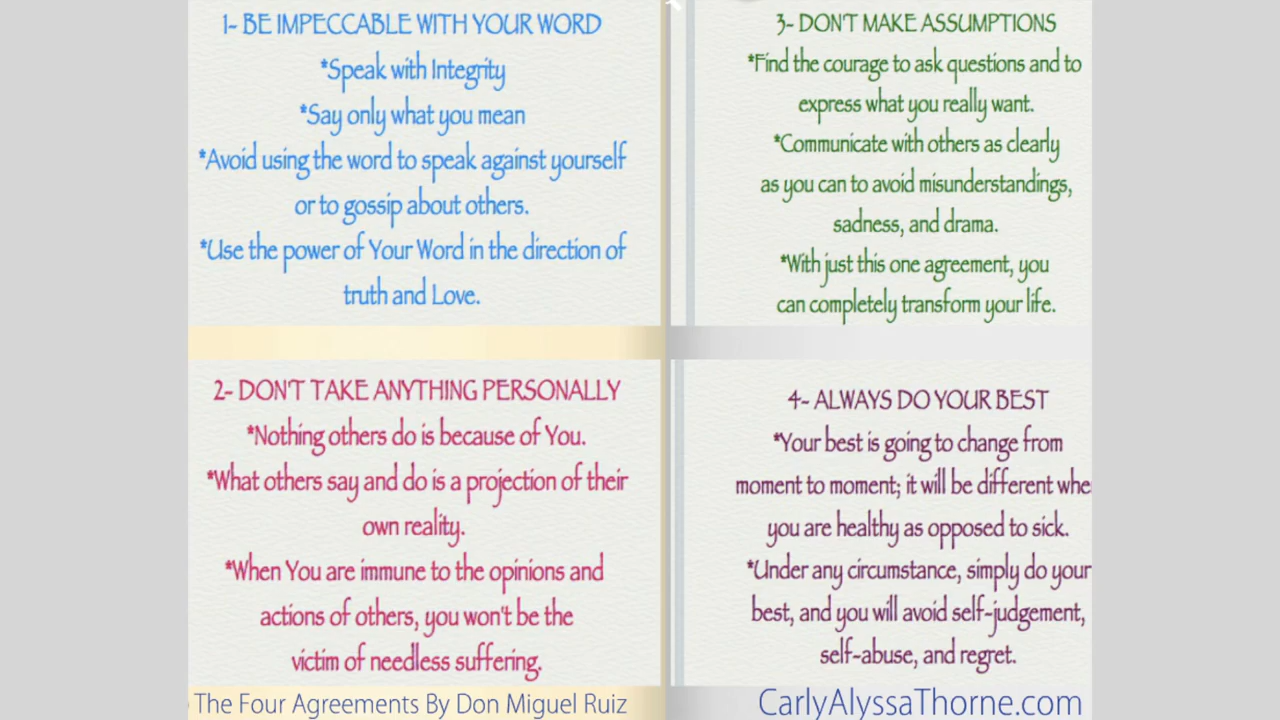 1- BE IMPECCABLE WITH YOUR WORD
*Speak with Integrity
*Say only what you mean
*Avoid using the word to speak against yourself
or to gossip about others.
*Use the power of Your Word in the direction of
truth and Love.
2- DON'T TAKE ANYTHING PERSONALLY
*Nothing others do is because of You.
*What others say and do is a projection of their
own reality.
*When You are immune to the opinions and
actions of others, you won't be the
victim of needless suffering.
The Four Agreements By Don Miguel Ruiz
3- DON'T MAKE ASSUMPTIONS
*Find the courage to ask questions and to
express what you really want.
*Communicate with others as clearly
as you can to avoid misunderstandings,
sadness, and drama.
*With just this one agreement, you
can completely transform your life.
4- ALWAYS DO YOUR BEST
*Your best is going to change from
moment to moment; it will be different whe
you are healthy as opposed to sick.
*Under any circumstance, simply do your
best, and you will avoid self-judgement,
self-abuse, and regret.
CarlyAlyssaThorne.com